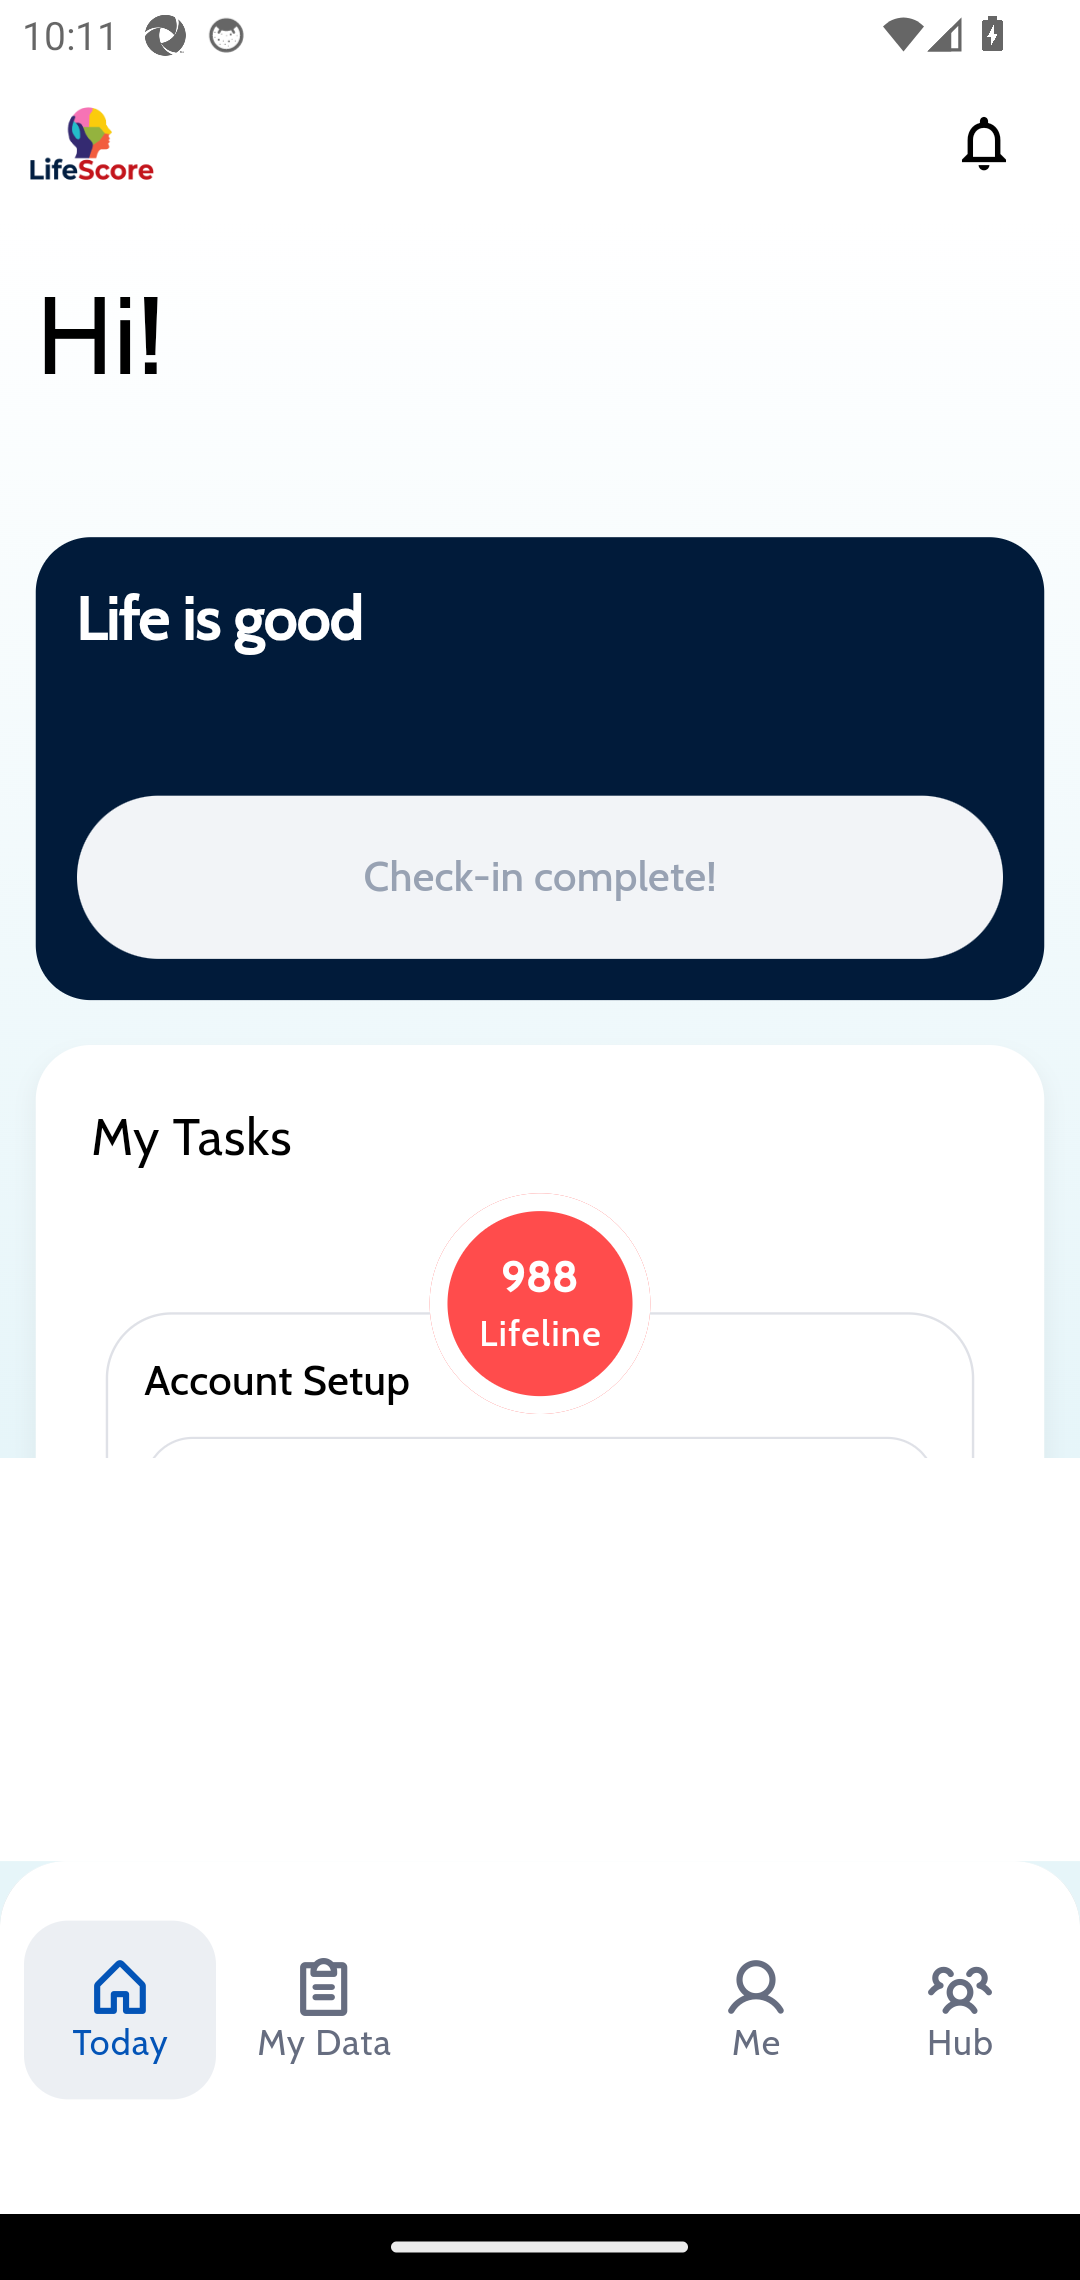 10:11
LifeScore
Hi!
Life is good
Check-in complete!
My Tasks
988
Lifeline
Account Setup
Today
My Data
Me
Hub